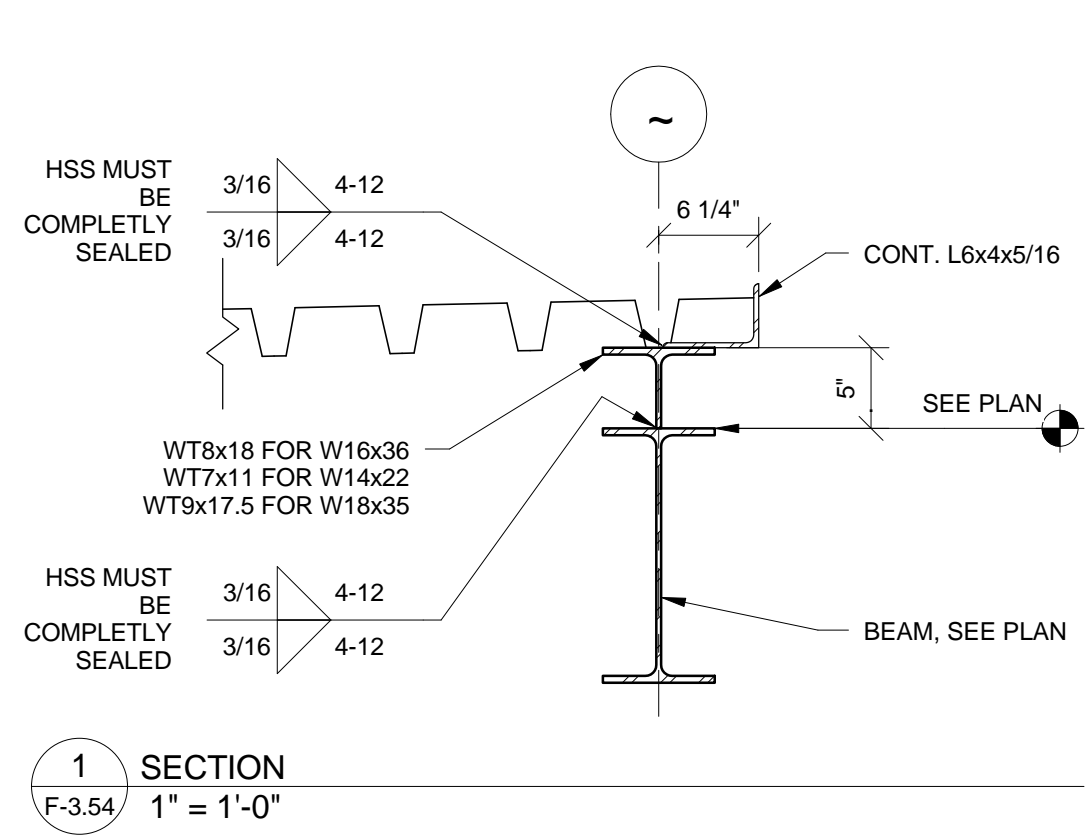 ~
HSS MUST
BE
COMPLETLY
SEALED
3/16
4-12
3/16
4-12
6 1/4"
CONT. L6x4x5/16
5"
SEE PLAN
WT8x18 FOR W16x36
WT7x11 FOR W14x22
WT9x17.5 FOR W18x35
HSS MUST
BE
COMPLETLY
SEALED
3/16
4-12
3/16
4-12
BEAM, SEE PLAN
1
F-3.54
SECTION
1" = 1'-0"